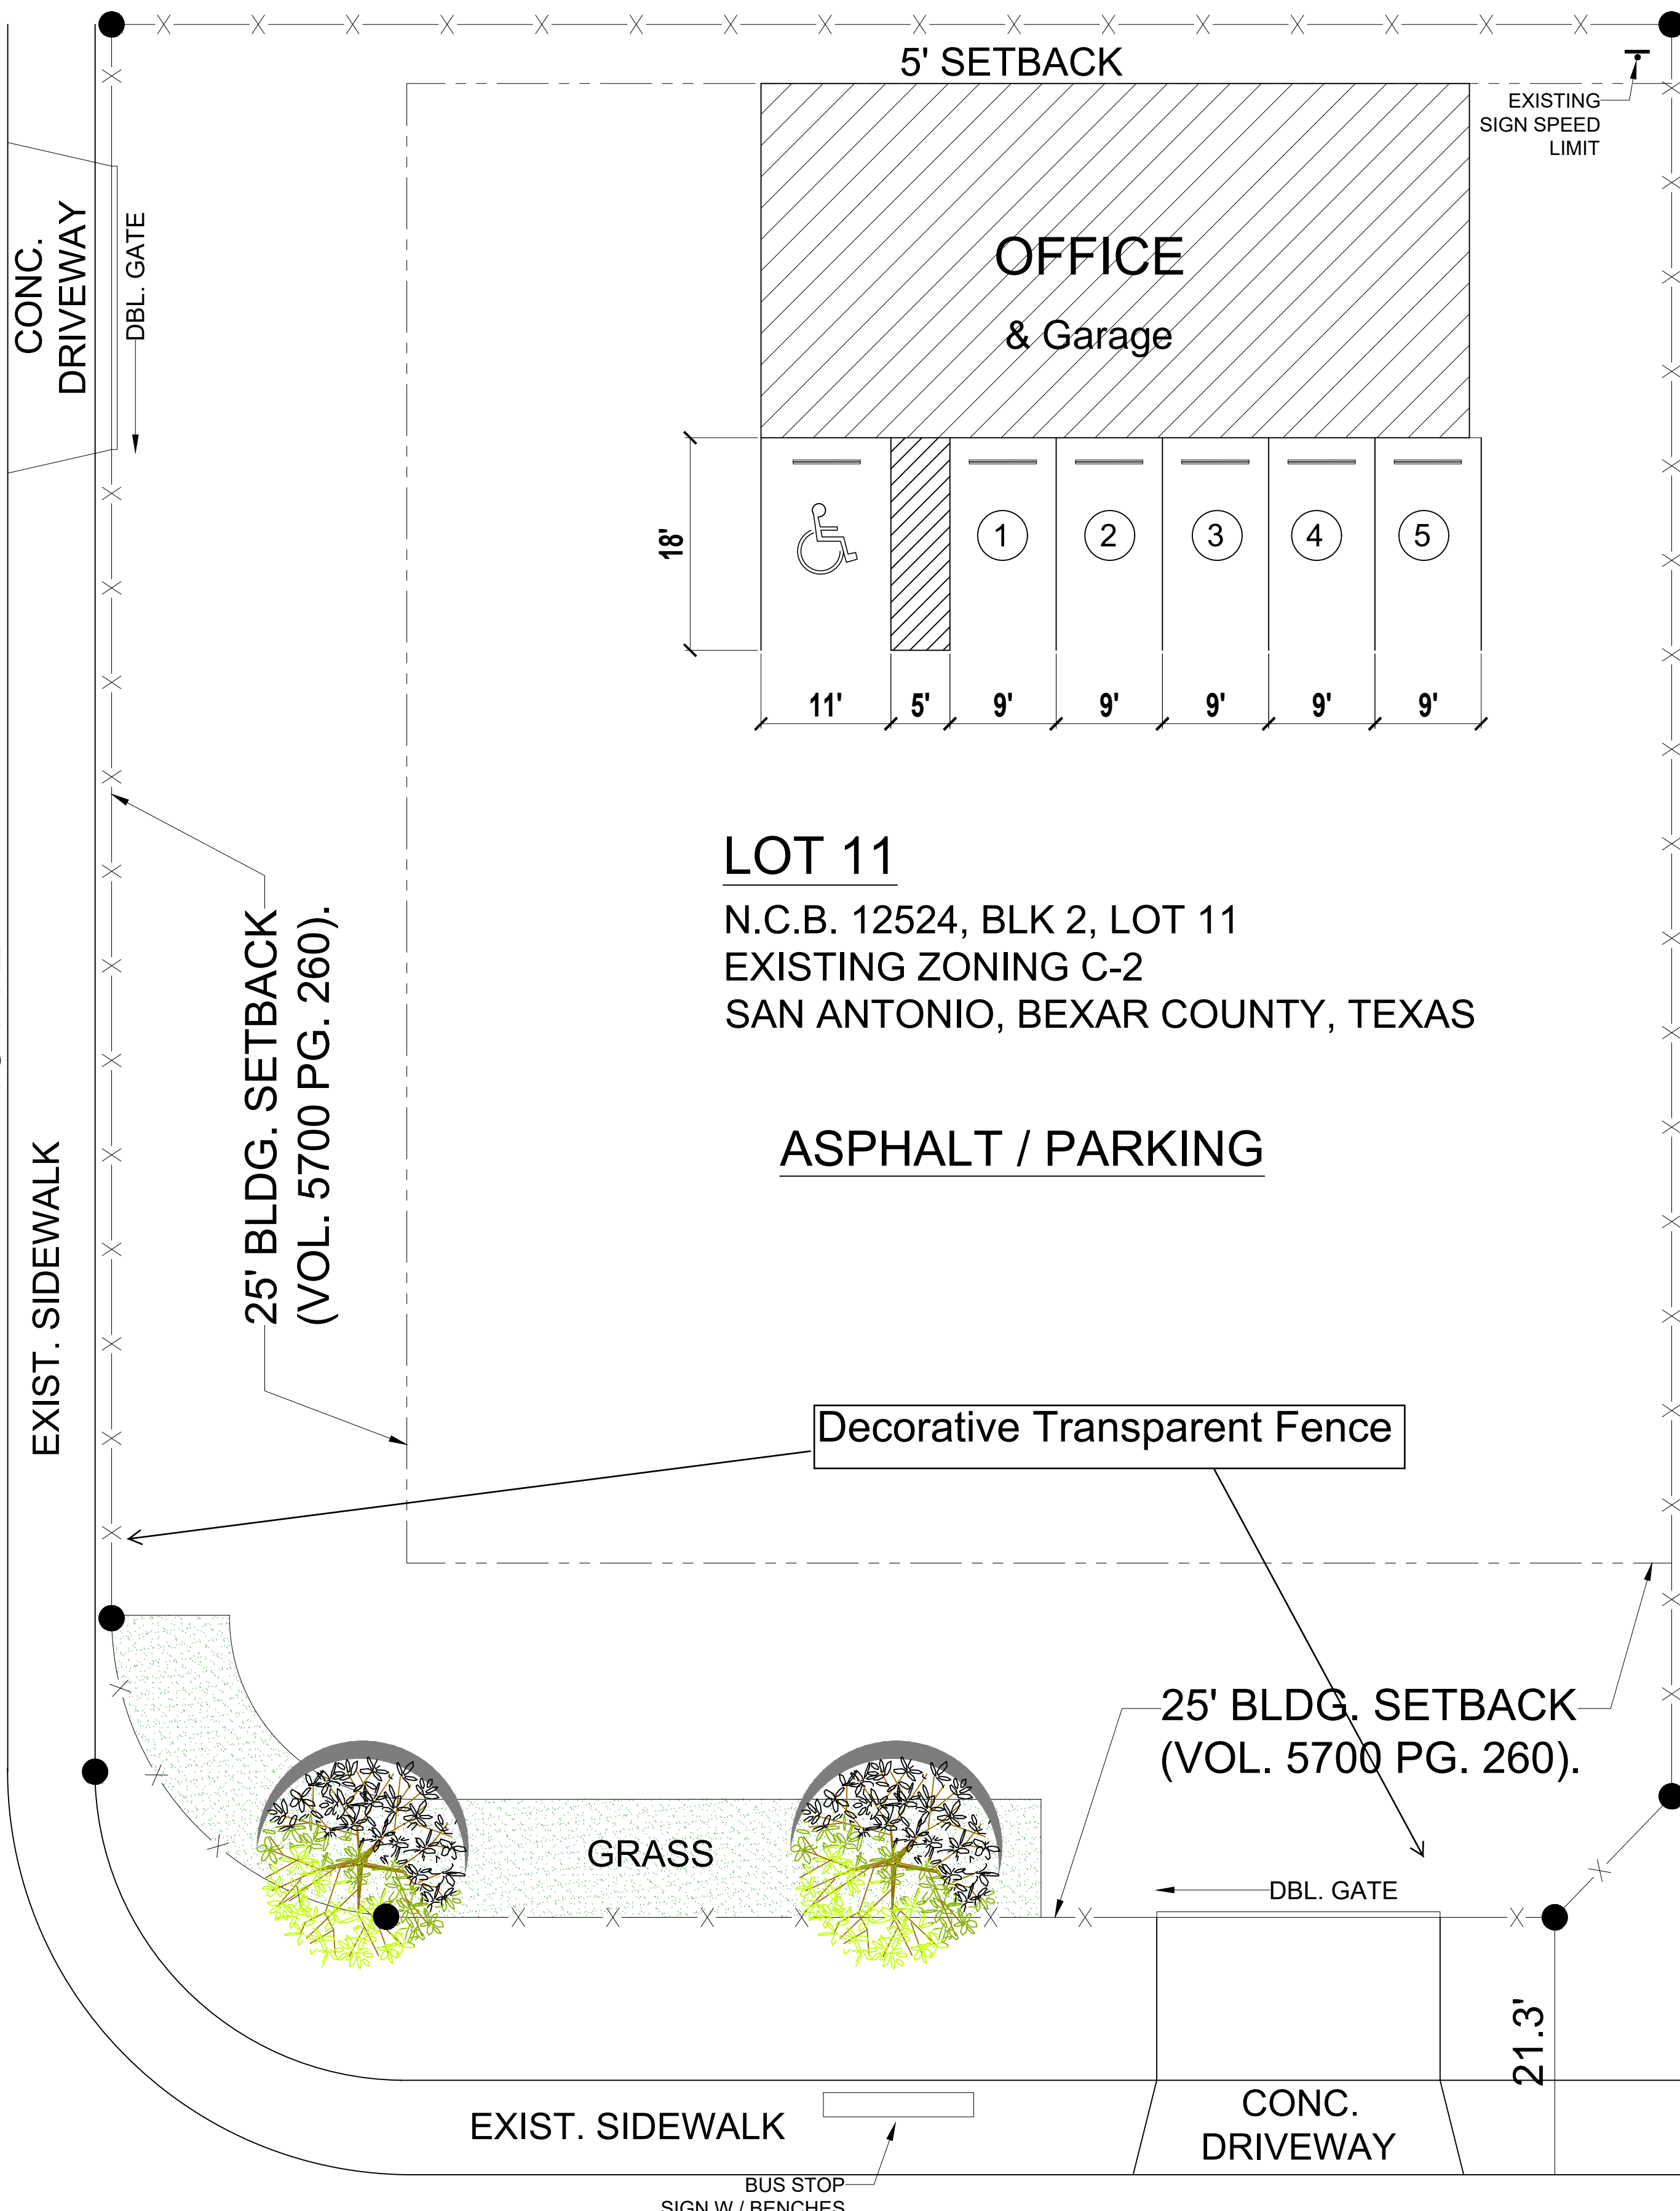 5' SETBACK
EXISTING
SIGN SPEED
LIMIT
CONC.
DRIVEWAY
DBL. GATE
OFFICE
& Garage
18'
1
2
3
4
5
11'
5'
9'
9'
9'
9'
9'
LOT 11
N.C.B. 12524, BLK 2, LOT 11
EXISTING ZONING C-2
SAN ANTONIO, BEXAR COUNTY, TEXAS
25' BLDG. SETBACK
(VOL. 5700 PG. 260).
ASPHALT / PARKING
EXIST. SIDEWALK
Decorative Transparent Fence
25' BLDG. SETBACK
(VOL. 5700 PG. 260).
GRASS
DBL. GATE
21.3'
EXIST. SIDEWALK
CONC.
DRIVEWAY
BUS STOP
SIGN W / BENCHES